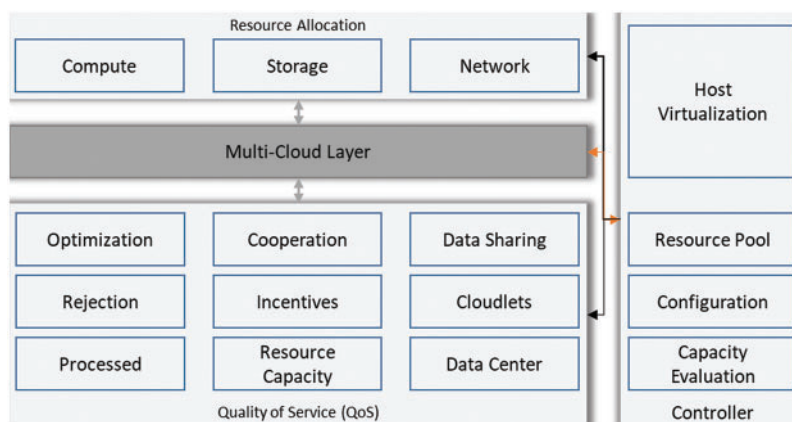 Resource Allocation
Compute
Storage
Network
Host
Virtualization
Multi-Cloud Layer
Optimization
Cooperation
Data Sharing
Resource Pool
Rejection
Incentives
Cloudlets
Configuration
Processed
Resource
Capacity
Data Center
Capacity
Evaluation
Quality of Service (QoS)
Controller